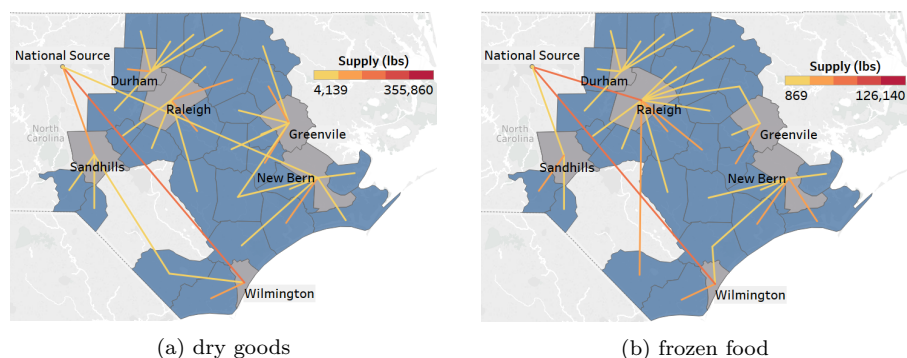 National Source
Supply (lbs)
4,139 355,860
Durham
Raleigh
North
Carolina
Greenvile
Sandhills
New Bern
Wilmington
(a) dry goods
National Source
Supply (lbs)
869 126,140
Durham
Raleigh
North
Carolina
Greenvile
Sandhills
New Bern
Wilmington
(b) frozen food